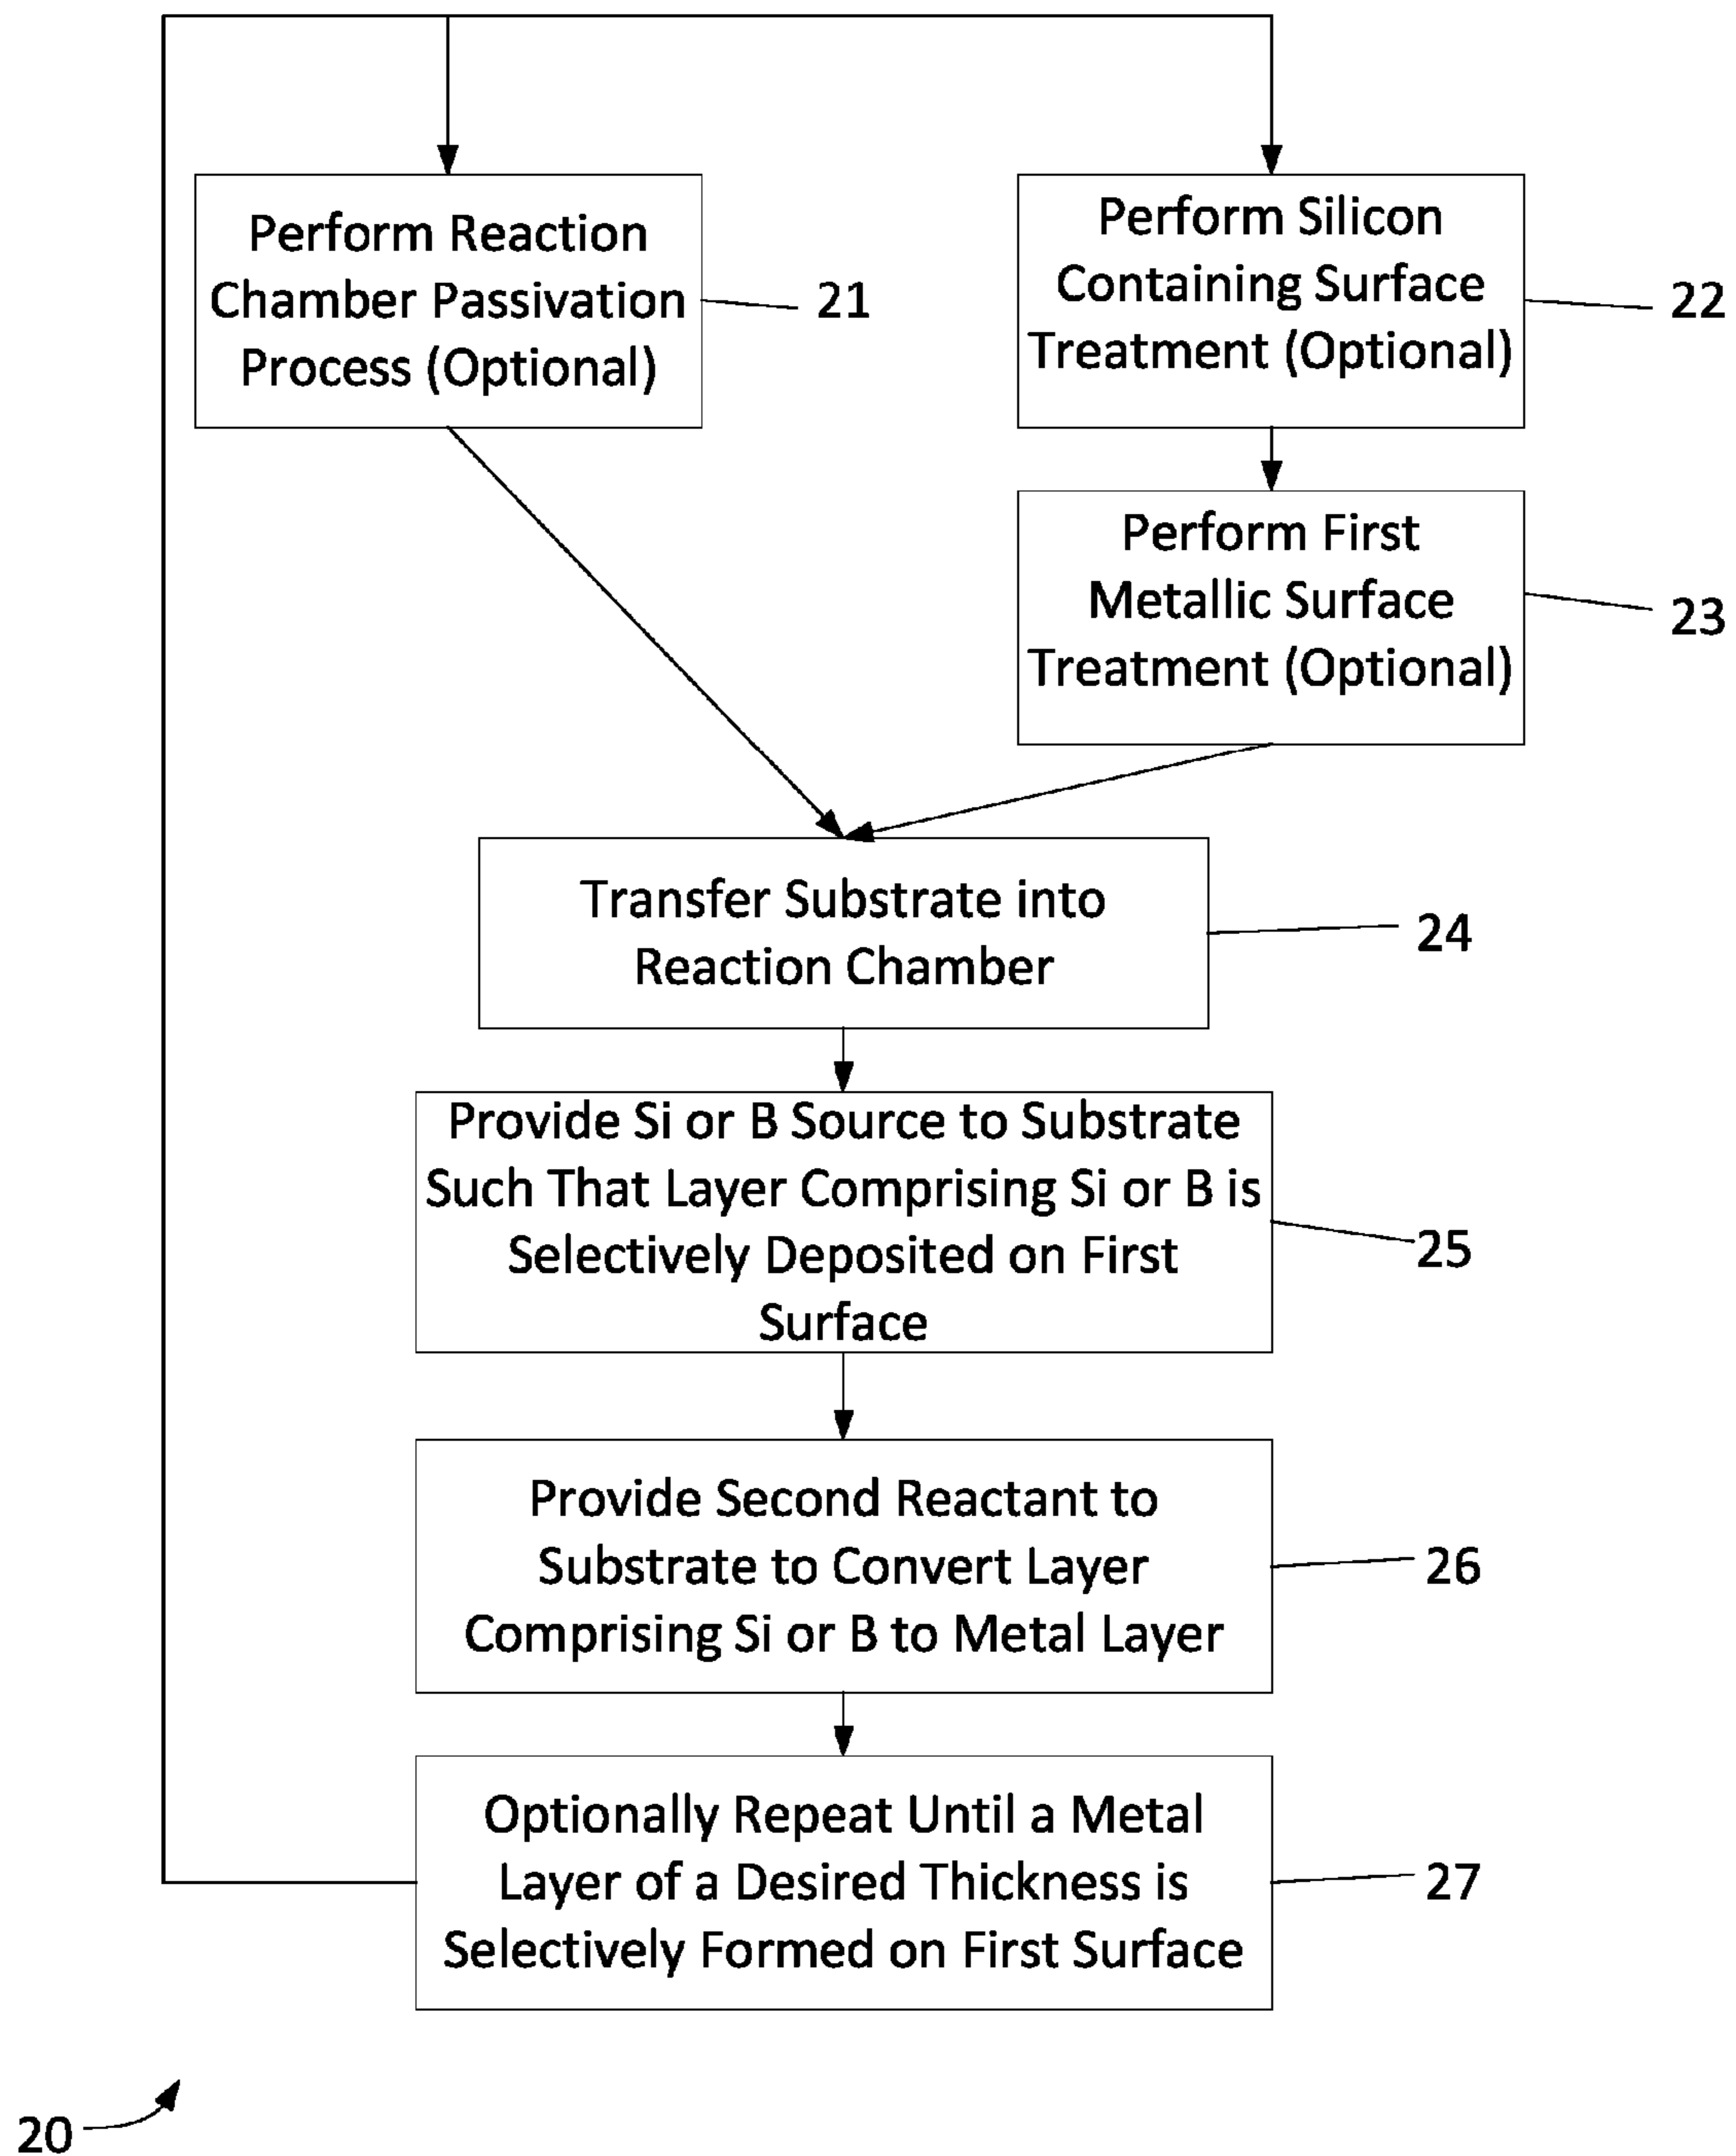 Perform Reaction
Chamber Passivation
Process (Optional)
21
Perform Silicon
Containing Surface
Treatment (Optional)
22
Perform First
Metallic Surface
Treatment (Optional)
23
Transfer Substrate into
Reaction Chamber
24
Provide Si or B Source to Substrate
Such That Layer Comprising Si or B is
Selectively Deposited on First
Surface
25
Provide Second Reactant to
Substrate to Convert Layer
Comprising Si or B to Metal Layer
26
Optionally Repeat Until a Metal
Layer of a Desired Thickness is
Selectively Formed on First Surface
27
20